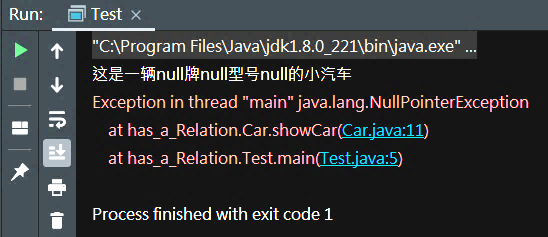 Run: Test ×
"C:\Program Files\Java\jdk1.8.0_221\bin\java.exe" ...
这是一辆null牌null型号null的小汽车
Exception in thread "main" java.lang.NullPointerException
at has_a_Relation.Car.showCar(Car.java:11)
at has_a_Relation.Test.main(Test.java:5)
Process finished with exit code 1